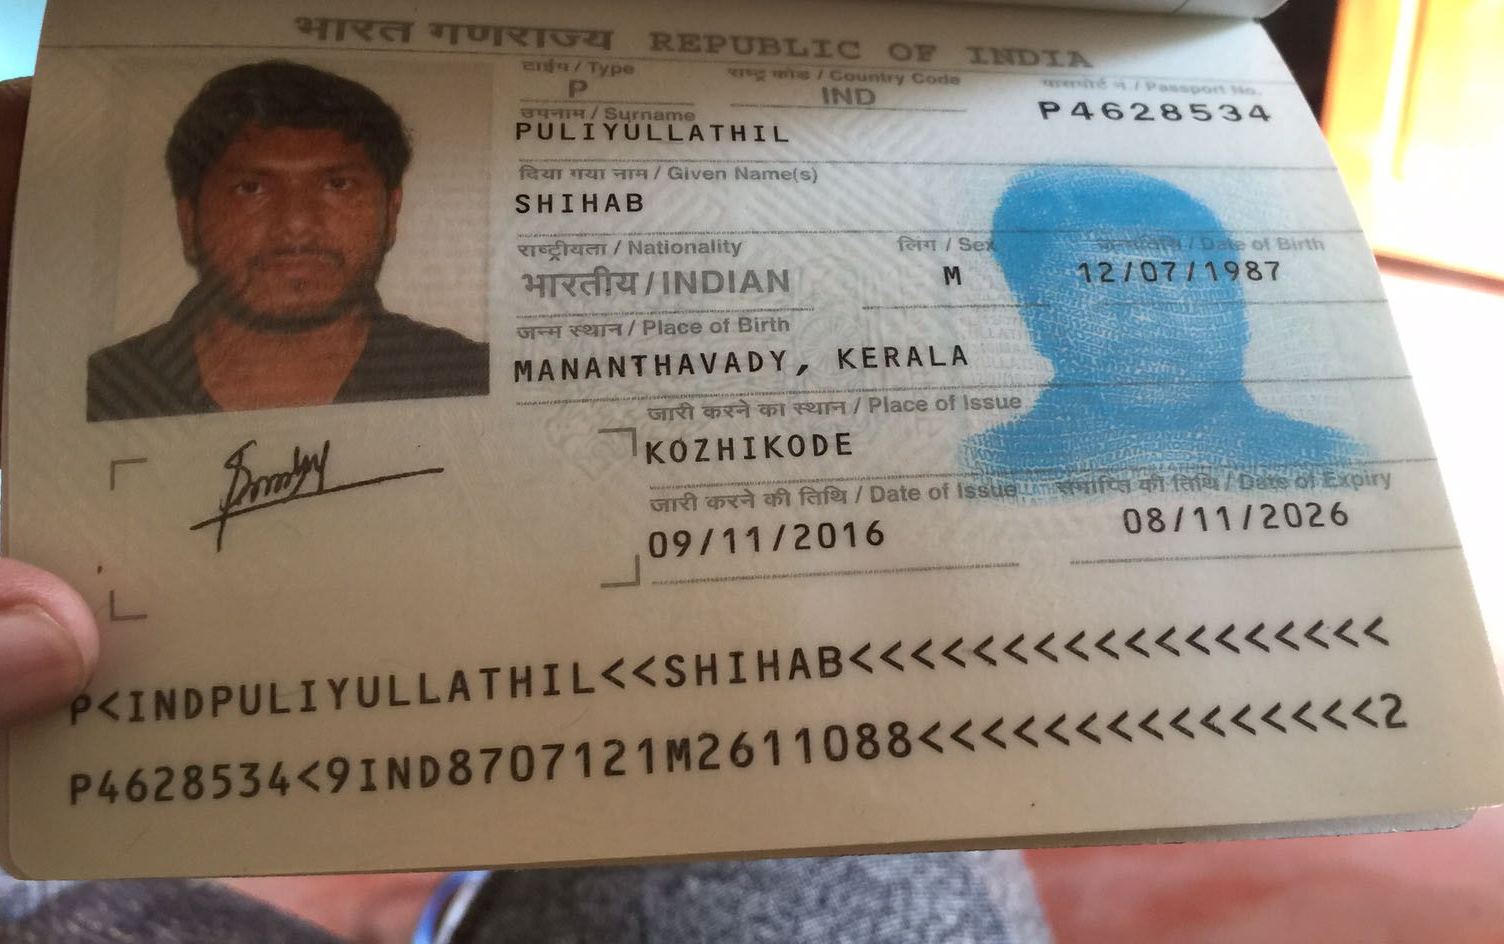 भारत गणराज्य REPUBLIC OF INDIA
टाईप / Type राष्ट्र कोड / Country Code पासपोर्ट नं. / Passport No.
P IND P4628534
उपनाम / Surname
PULIYULLATHIL
दिया गया नाम / Given Name(s)
SHIHAB
राष्ट्रीयता / Nationality लिंग / Sex जन्मतिथि / Date of Birth
भारतीय / INDIAN M 12/07/1987
जन्म स्थान / Place of Birth
MANANTHAVADY, KERALA
जारी करने का स्थान / Place of Issue
KOZHIKODE
जारी करने की तिथि / Date of Issue समाप्ति की तिथि / Date of Expiry
09/11/2016 08/11/2026
P<INDPULIYULLATHIL<<SHIHAB<<<<<<<<<<<<<<<<<<
P4628534<9IND8707121M2611088<<<<<<<<<<<<<<<2